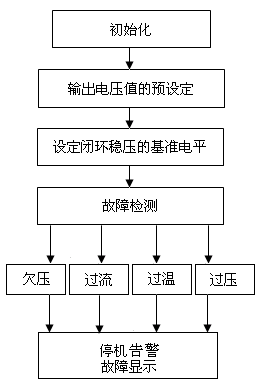 初始化
输出电压值的预设定
设定闭环稳压的基准电平
故障检测
欠压
过流
过温
过压
停机告警
故障显示